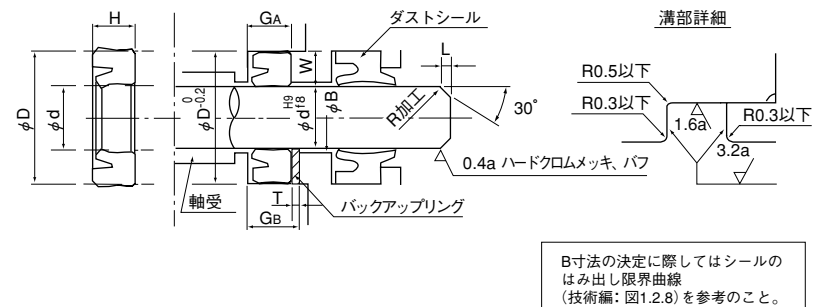 H
GA
ダストシール
溝部詳細
L
W
R0.5以下
R0.3以下
R0.3以下
1.6a
3.2a
φD
φd
φD 0 -0.2
φd H9 f8
φB
R加工
30°
0.4a ハードクロムメッキ、バフ
軸受
T
GB
バックアップリング
B寸法の決定に際してはシールの
はみ出し限界曲線
(技術編:図1.2.8)を参考のこと。